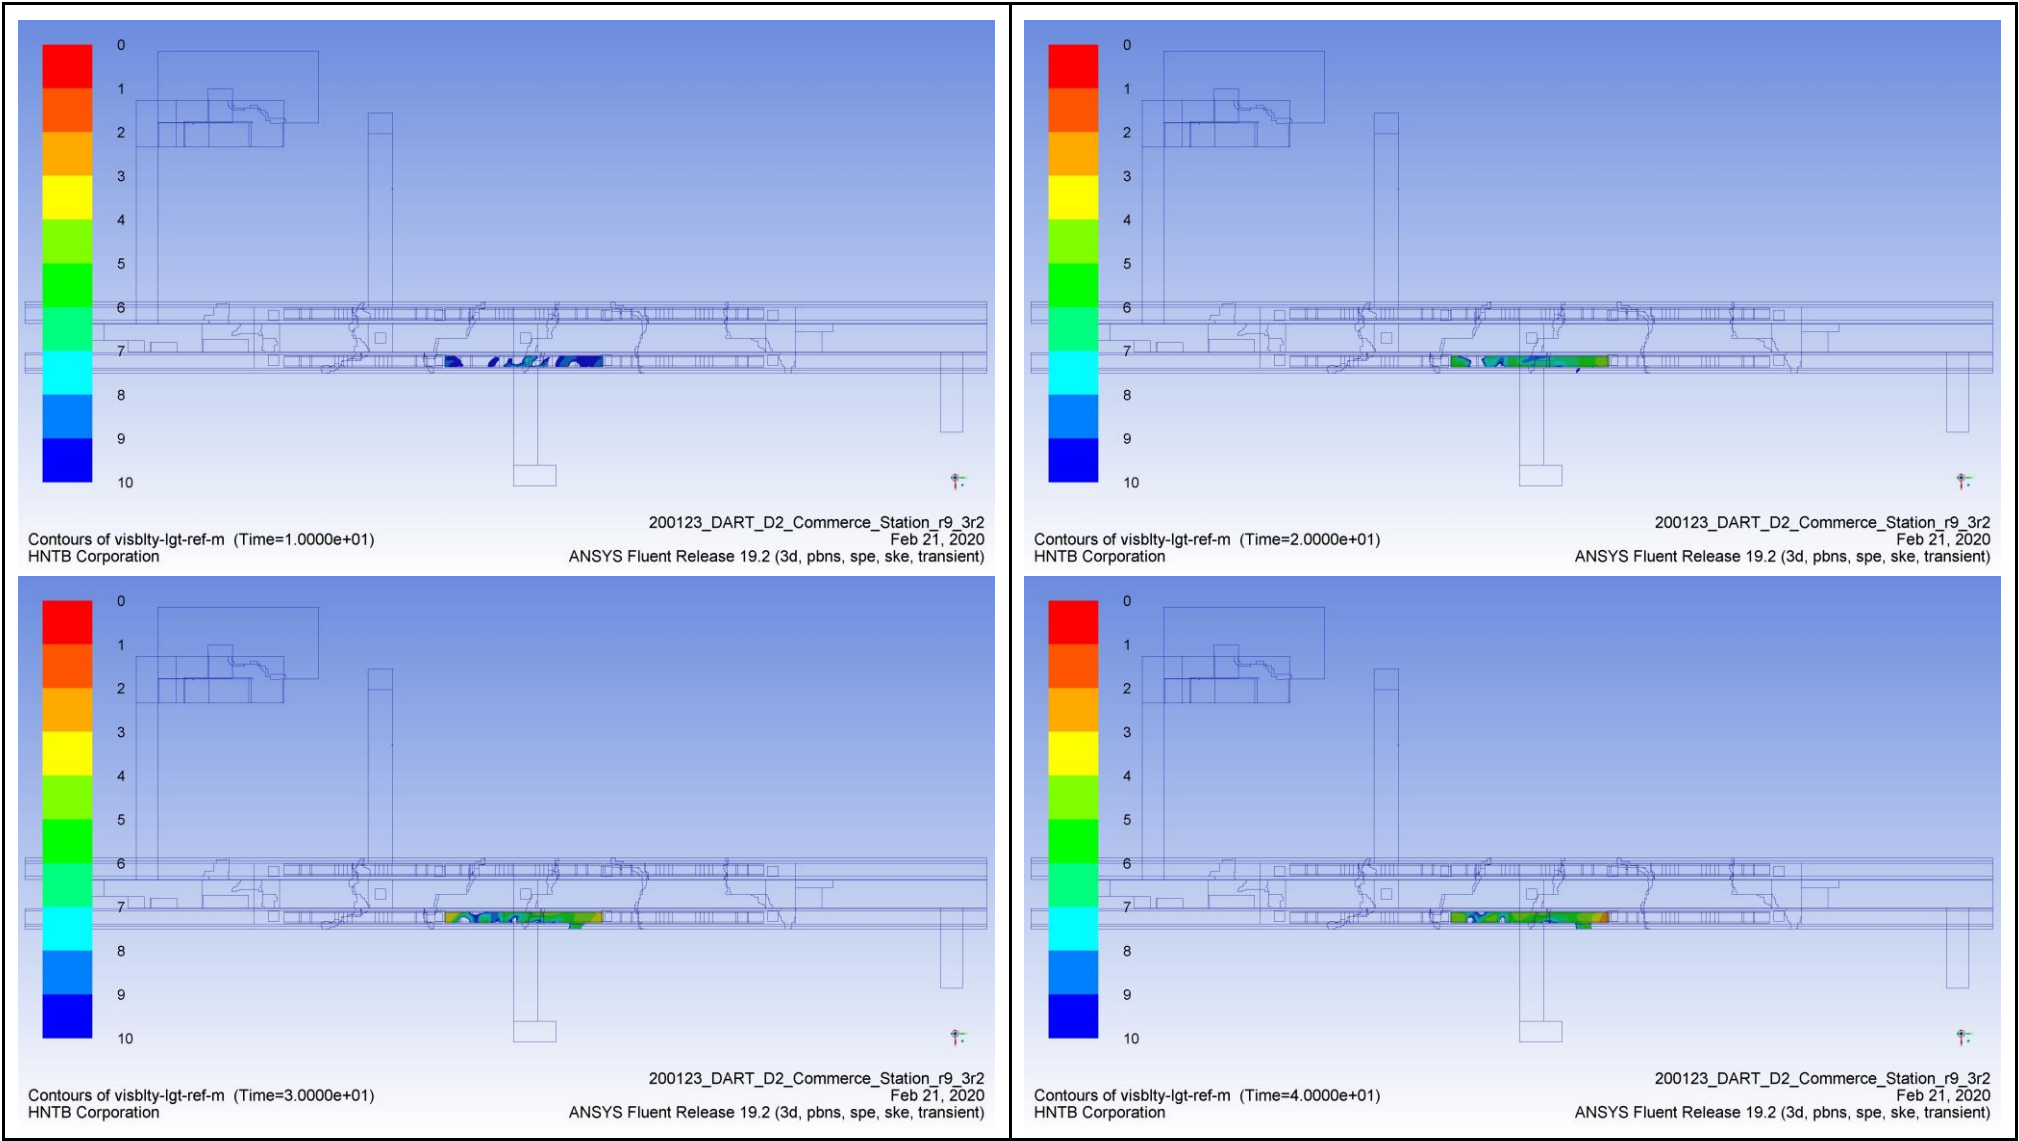 0
1
2
3
4
5
6
7
8
9
10
200123_DART_D2_Commerce_Station_r9_3r2
Contours of visblty-lgt-ref-m (Time=1.0000e+01)
Feb 21, 2020
HNTB Corporation
ANSYS Fluent Release 19.2 (3d, pbns, spe, ske, transient)
0
1
2
3
4
5
6
7
8
9
10
200123_DART_D2_Commerce_Station_r9_3r2
Contours of visblty-lgt-ref-m (Time=2.0000e+01)
Feb 21, 2020
HNTB Corporation
ANSYS Fluent Release 19.2 (3d, pbns, spe, ske, transient)
0
1
2
3
4
5
6
7
8
9
10
200123_DART_D2_Commerce_Station_r9_3r2
Contours of visblty-lgt-ref-m (Time=3.0000e+01)
Feb 21, 2020
HNTB Corporation
ANSYS Fluent Release 19.2 (3d, pbns, spe, ske, transient)
0
1
2
3
4
5
6
7
8
9
10
200123_DART_D2_Commerce_Station_r9_3r2
Contours of visblty-lgt-ref-m (Time=4.0000e+01)
Feb 21, 2020
HNTB Corporation
ANSYS Fluent Release 19.2 (3d, pbns, spe, ske, transient)